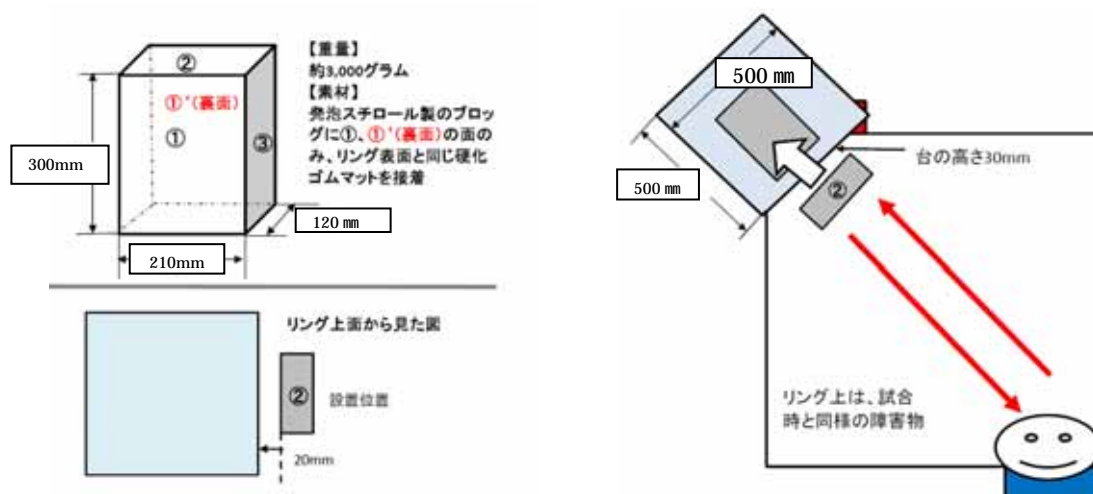 ②
①’(裏面)
①
③
300mm
210mm
120 ㎜
【重量】
約3,000グラム
【素材】
発泡スチロール製のブロッ
グに①、①’(裏面)の面の
み、リング表面と同じ硬化
ゴムマットを接着
リング上面から見た図
②
設置位置
20mm
500 ㎜
500 ㎜
台の高さ30mm
②
リング上は、試合
時と同様の障害物